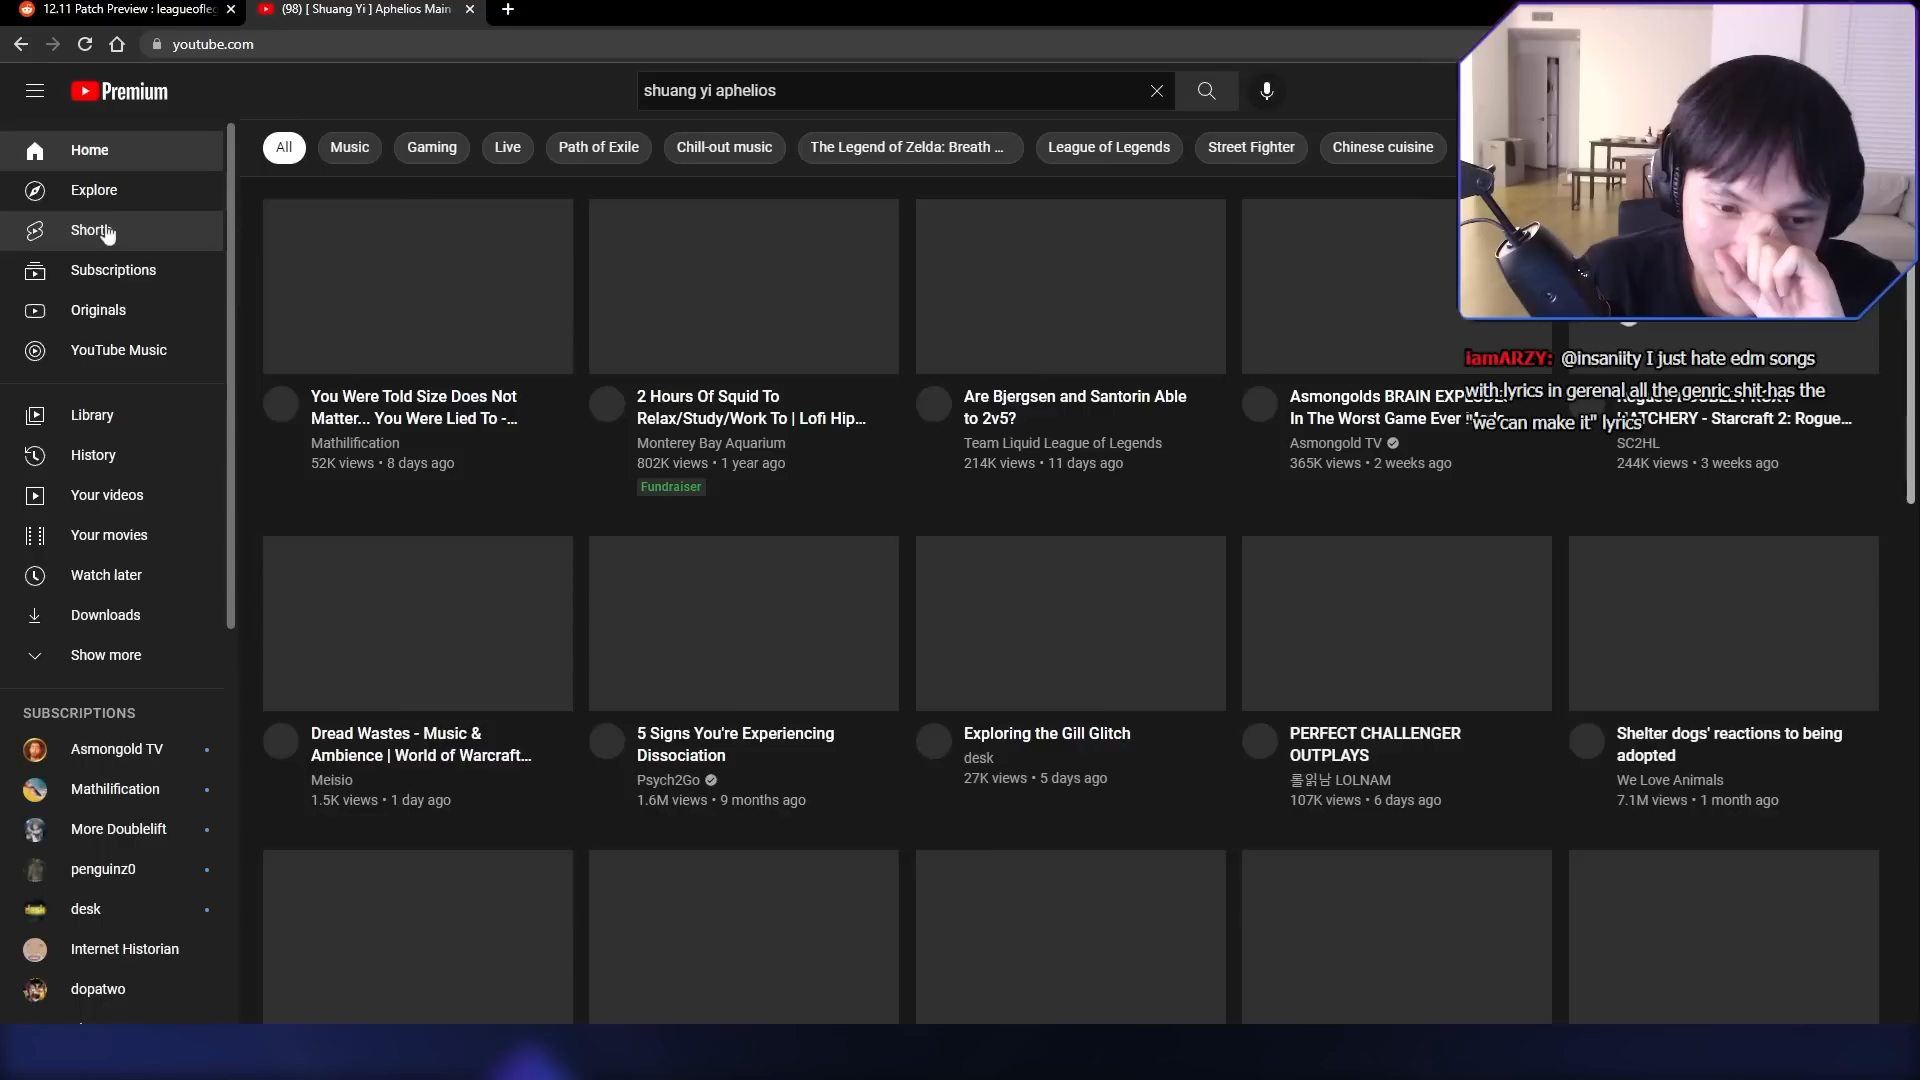 12.11 Patch Preview : leagueofleg
(98) [ Shuang Yi ] Aphelios Main
youtube.com
Premium
shuang yi aphelios
All
Music
Gaming
Live
Path of Exile
Chill-out music
The Legend of Zelda: Breath ...
League of Legends
Street Fighter
Chinese cuisine
Home
Explore
Shorts
Subscriptions
Originals
YouTube Music
Library
History
Your videos
Your movies
Watch later
Downloads
Show more
SUBSCRIPTIONS
Asmongold TV
Mathilification
More Doublelift
penguinz0
desk
Internet Historian
dopatwo
iamARZY: @insaniity I just hate edm songs
with lyrics in gerenal all the genric shit has the
"we can make it" lyrics
You Were Told Size Does Not
Matter... You Were Lied To -...
Mathilification
52K views • 8 days ago
2 Hours Of Squid To
Relax/Study/Work To | Lofi Hip...
Monterey Bay Aquarium
802K views • 1 year ago
Fundraiser
Are Bjergsen and Santorin Able
to 2v5?
Team Liquid League of Legends
214K views • 11 days ago
Asmongolds BRAIN
In The Worst Game Ever
Asmongold TV
365K views • 2 weeks ago
HATCHERY - Starcraft 2: Rogue...
SC2HL
244K views • 3 weeks ago
Dread Wastes - Music &
Ambience | World of Warcraft...
Meisio
1.5K views • 1 day ago
5 Signs You're Experiencing
Dissociation
Psych2Go
1.6M views • 9 months ago
Exploring the Gill Glitch
desk
27K views • 5 days ago
PERFECT CHALLENGER
OUTPLAYS
롤읽남 LOLNAM
107K views • 6 days ago
Shelter dogs' reactions to being
adopted
We Love Animals
7.1M views • 1 month ago